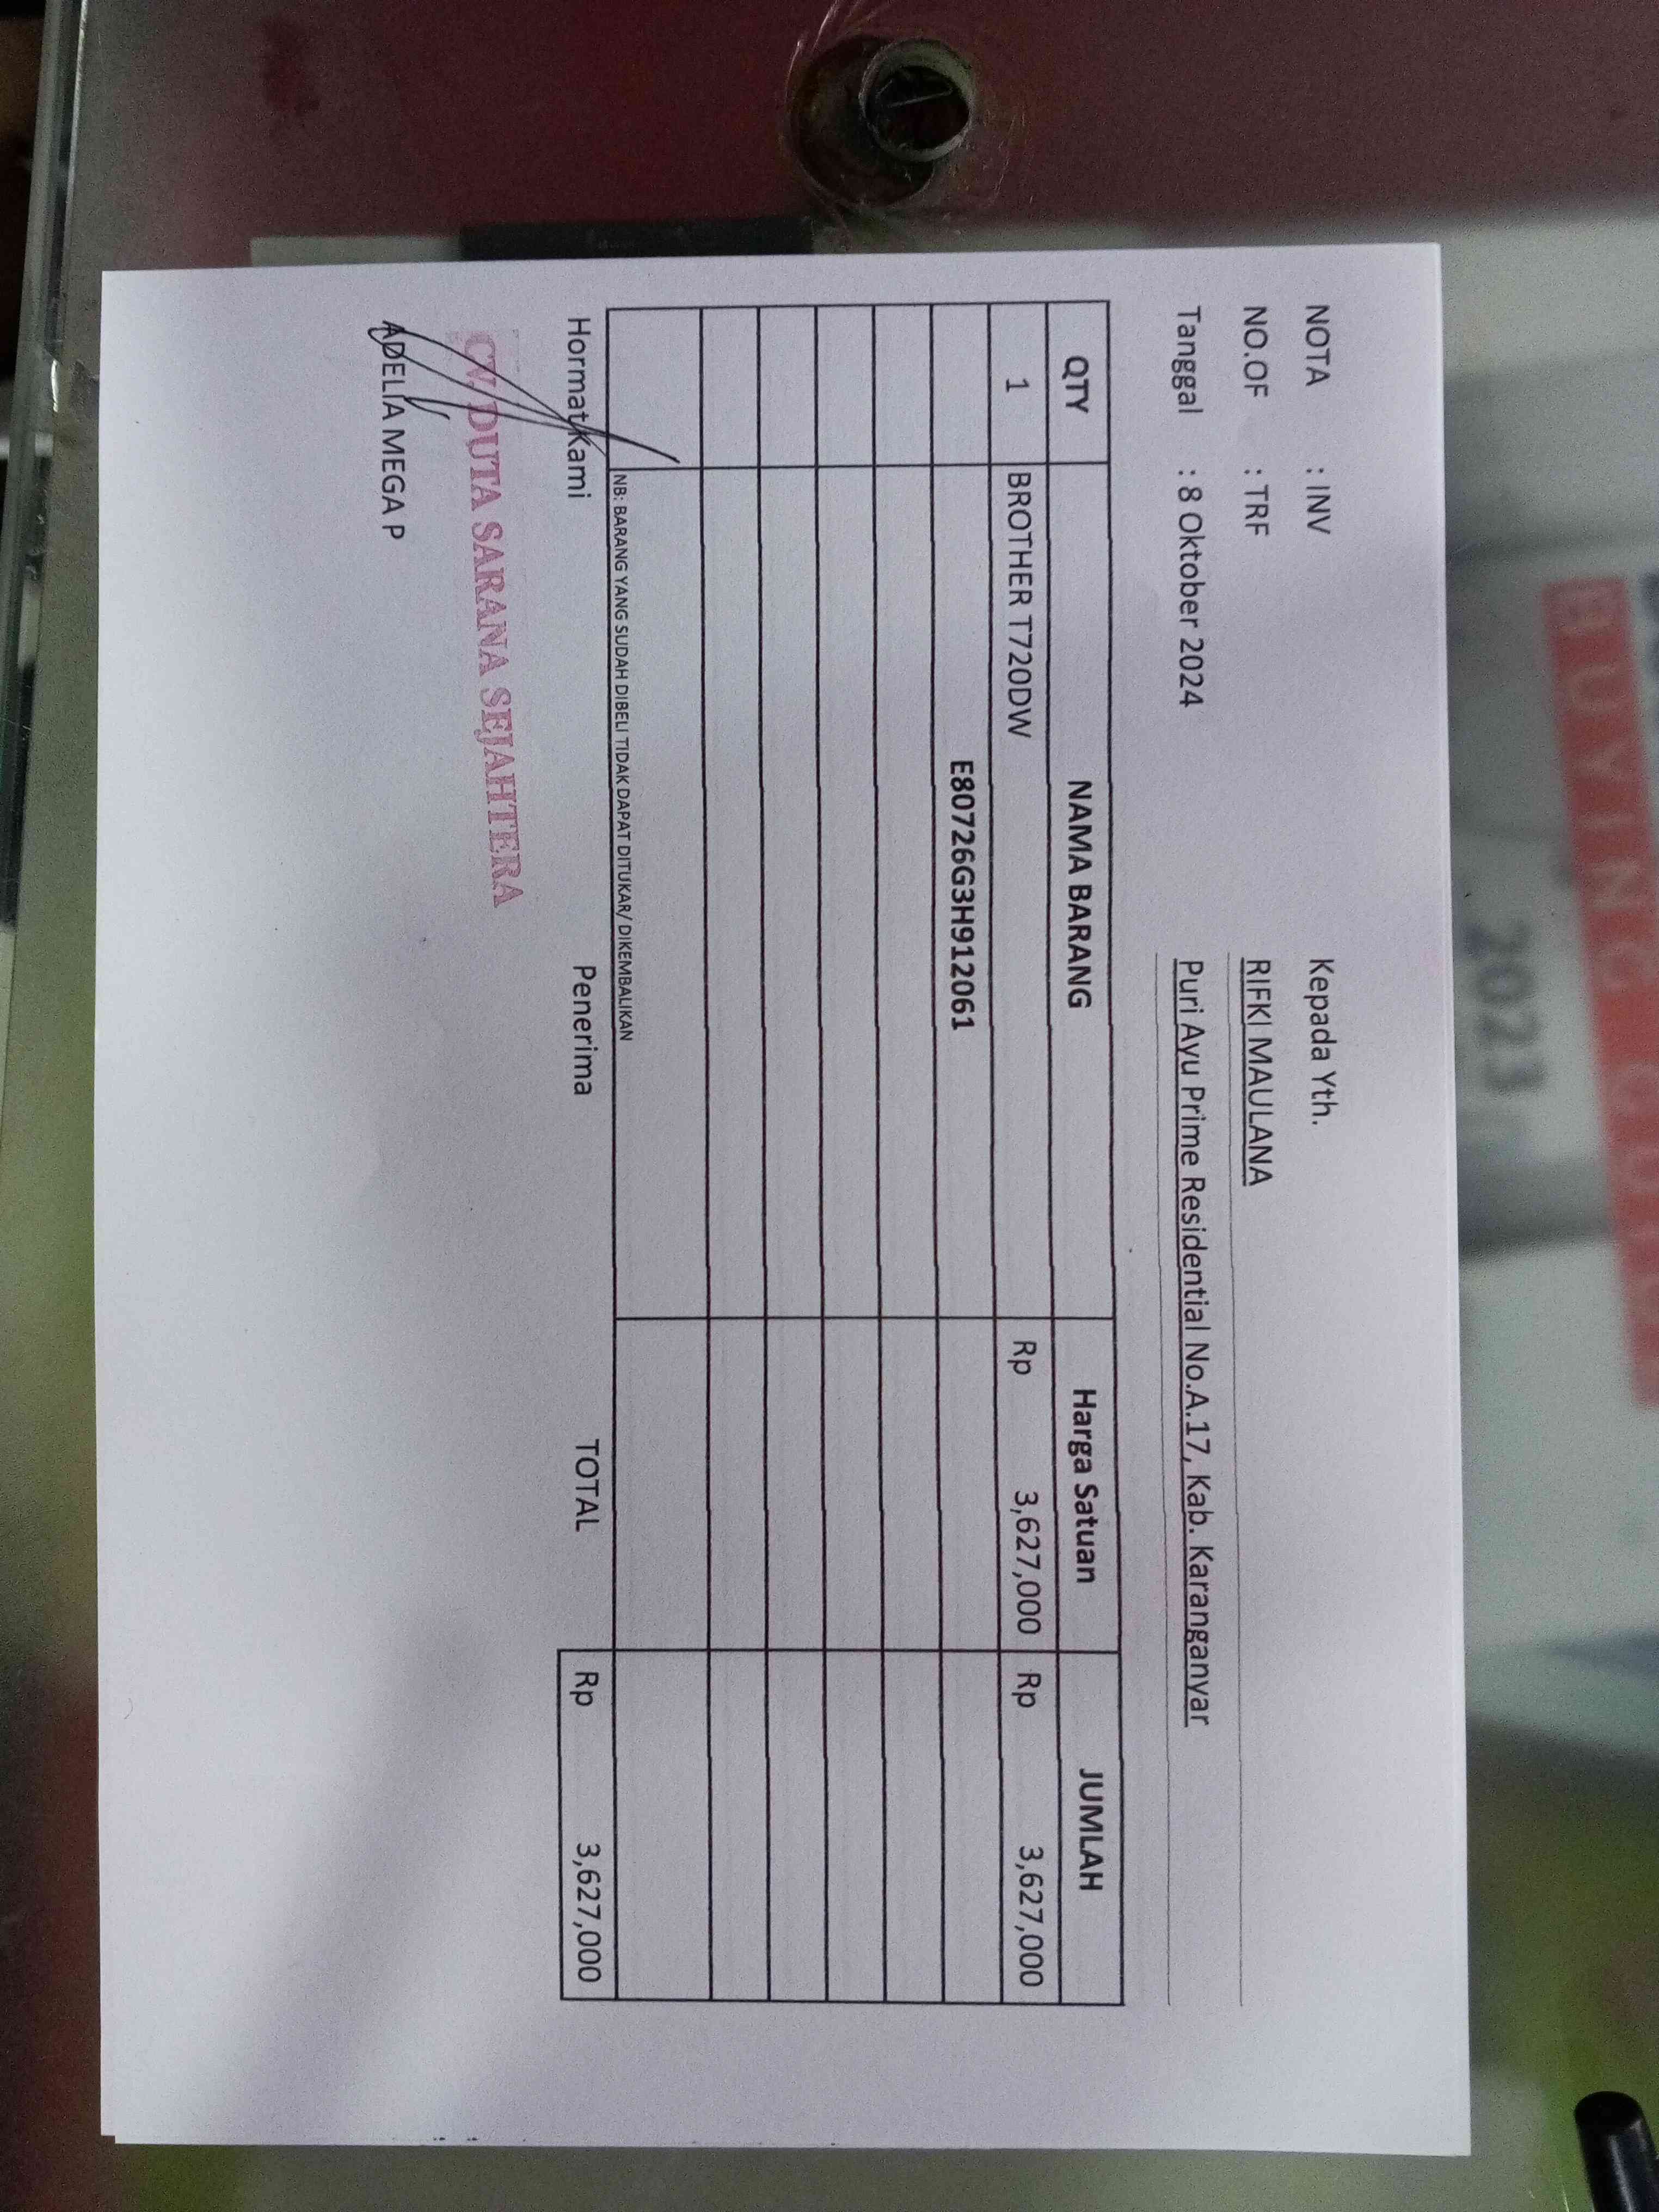 NOTA : INV
Kepada Yth.
NO.OF : TRF
RIFKI MAULANA
Tanggal : 8 Oktober 2024
Puri Ayu Prime Residential No.A.17, Kab. Karanganyar
QTY NAMA BARANG Harga Satuan JUMLAH
1 BROTHER T720DW Rp 3,627,000 Rp 3,627,000
E80726G3H912061
NB: BARANG YANG SUDAH DIBELI TIDAK DAPAT DITUKAR/ DIKEMBALIKAN
Hormat Kami Penerima TOTAL Rp 3,627,000
CV. DUTA SARANA SEJAHTERA
ADELIA MEGA P
2023